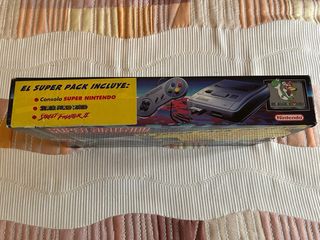 EL SUPER PACK INCLUYE:
• Consola SUPER NINTENDO
• STREET FIGHTER II
Nintendo